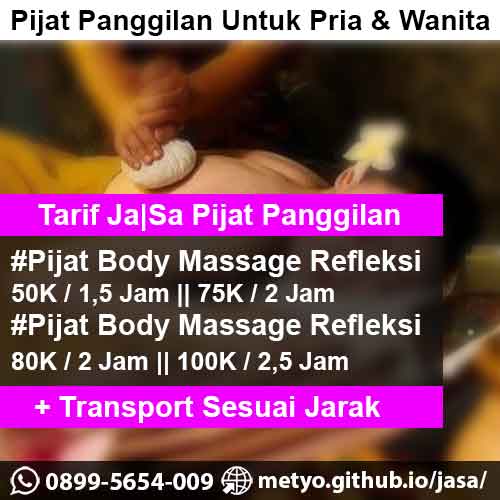 Pijat Panggilan Untuk Pria & Wanita
Tarif Ja|Sa Pijat Panggilan
#Pijat Body Massage Refleksi
50K / 1,5 Jam || 75K / 2 Jam
#Pijat Body Massage Refleksi
80K / 2 Jam || 100K / 2,5 Jam
+ Transport Sesuai Jarak
0899-5654-009 metyo.github.io/jasa/